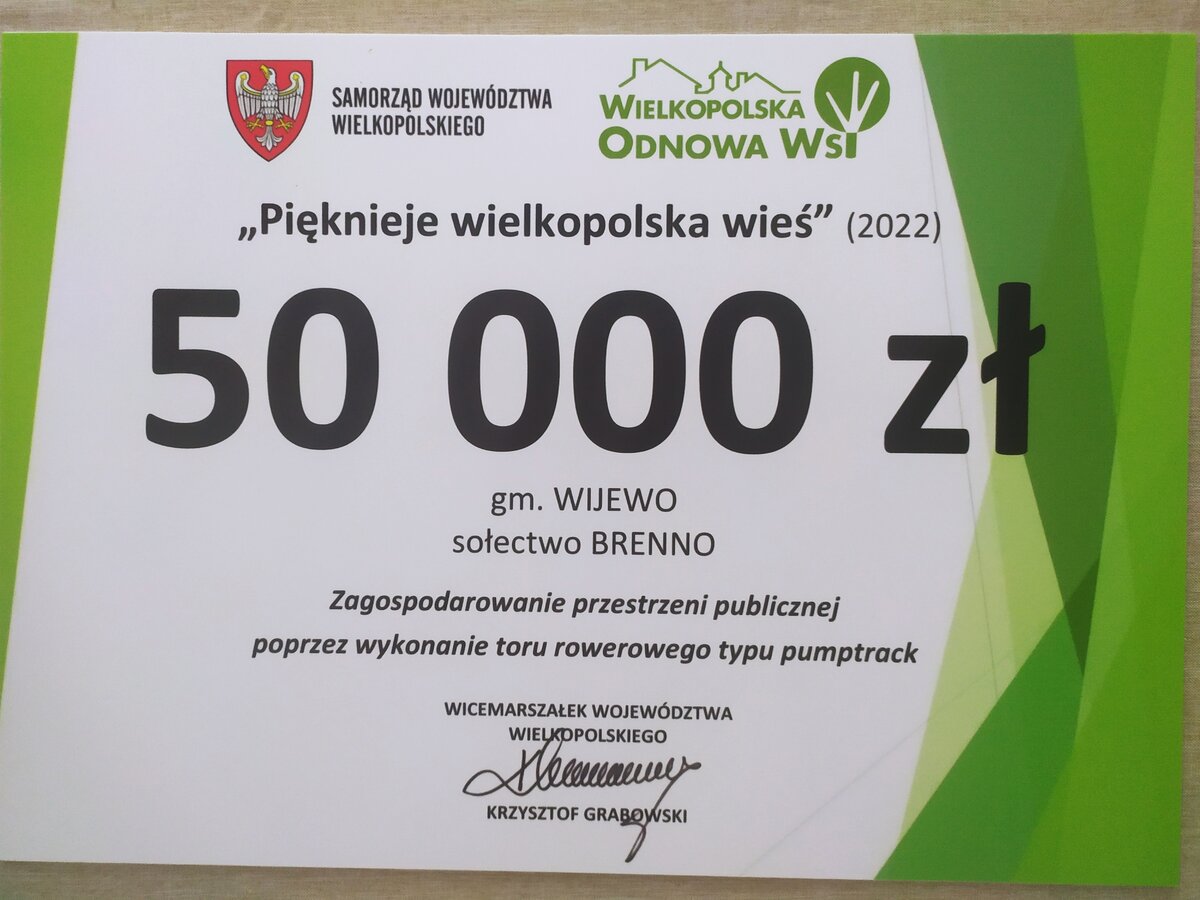 SAMORZĄD WOJEWÓDZTWA
WIELKOPOLSKIEGO
WIELKOPOLSKA
ODNOWA WSI
„Pięknieje wielkopolska wieś” (2022)
50 000 zł
gm. WIJEWO
sołectwo BRENNO
Zagospodarowanie przestrzeni publicznej
poprzez wykonanie toru rowerowego typu pumptrack
WICEMARSZAŁEK WOJEWÓDZTWA
WIELKOPOLSKIEGO
KRZYSZTOF GRABOWSKI